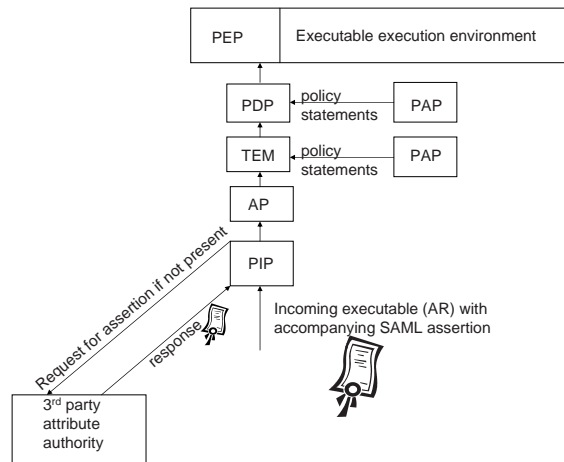 PEP
Executable execution environment
PDP
policy
statements
PAP
TEM
policy
statements
PAP
AP
PIP
Request for assertion if not present
response
Incoming executable (AR) with
accompanying SAML assertion
3rd party
attribute
authority